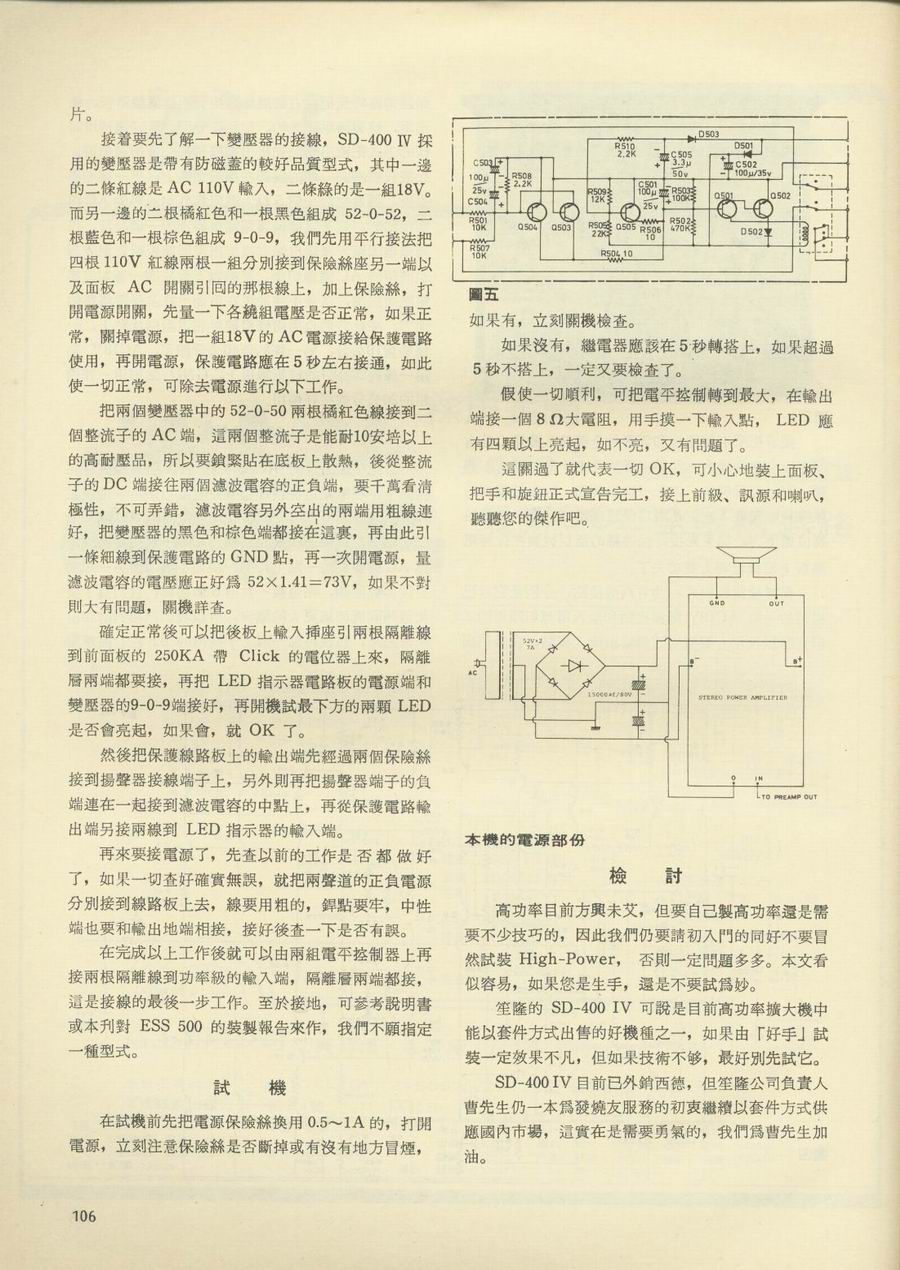 片。
接着要先了解一下變壓器的接線，SD-400 Ⅳ 採
用的變壓器是帶有防磁蓋的較好品質型式，其中一邊
的二條紅線是 AC 110V 輸入，二條綠的是一組18V。
而另一邊的二根橘紅色和一根黑色組成 52-0-52，二
根藍色和一根棕色組成 9-0-9，我們先用平行接法把
四根 110V 紅線兩根一組分別接到保險絲座另一端以
及面板 AC 開關引回的那根線上，加上保險絲，打
開電源開關，先量一下各繞組電壓是否正常，如果正
常，關掉電源，把一組18V的 AC 電源接給保護電路
使用，再開電源，保護電路應在 5 秒左右接通，如此
使一切正常，可除去電源進行以下工作。
把兩個變壓器中的 52-0-50 兩根橘紅色線接到二
個整流子的 AC 端，這兩個整流子是能耐10安培以上
的高耐壓品，所以要鎖緊貼在底板上散熱，後從整流
子的 DC 端接往兩個濾波電容的正負端，要千萬看清
極性，不可弄錯，濾波電容另外空出的兩端用粗線連
好，把變壓器的黑色和棕色端都接在這裏，再由此引
一條細線到保護電路的 GND 點，再一次開電源，量
濾波電容的電壓應正好爲 52×1.41=73V，如果不對
則大有問題，關機詳查。
確定正常後可以把後板上輸入揷座引兩根隔離線
到前面板的 250KA 帶 Click 的電位器上來，隔離
層兩端都要接，再把 LED 指示器電路板的電源端和
變壓器的9-0-9端接好，再開機試最下方的兩顆 LED
是否會亮起，如果會，就 OK 了。
然後把保護線路板上的輸出端先經過兩個保險絲
接到揚聲器接線端子上，另外則再把揚聲器端子的負
端連在一起接到濾波電容的中點上，再從保護電路輸
出端另接兩線到 LED 指示器的輸入端。
再來要接電源了，先查以前的工作是否都做好
了，如果一切查好確實無誤，就把兩聲道的正負電源
分別接到線路板上去，線要用粗的，銲點要牢，中性
端也要和輸出地端相接，接好後查一下是否有誤。
在完成以上工作後就可以由兩組電平控制器上再
接兩根隔離線到功率級的輸入端，隔離層兩端都接，
這是接線的最後一步工作。至於接地，可參考說明書
或本刋對 ESS 500 的裝製報告來作，我們不願指定
一種型式。
試 機
在試機前先把電源保險絲換用 0.5～1A 的，打開
電源，立刻注意保險絲是否斷掉或有沒有地方冒煙，
D503
R510
2.2K
D501
C503
C505
3.3μ
50v
C502
100μ/35v
100μ
25v
R508
2.2K
C504
R509
12K
C501
100μ
25v
R503
100K
Q501
Q502
R501
10K
Q504
Q503
R505
22K
Q505
R506
10
R502
470K
D502
R507
10K
R504 10
圖五
如果有，立刻關機檢查。
如果沒有，繼電器應該在 5 秒轉搭上，如果超過
5 秒不搭上，一定又要檢查了。
假使一切順利，可把電平控制轉到最大，在輸出
端接一個 8 Ω大電阻，用手摸一下輸入點， LED 應
有四顆以上亮起，如不亮，又有問題了。
這關過了就代表一切 OK，可小心地裝上面板、
把手和旋鈕正式宣告完工，接上前級、訊源和喇叭，
聽聽您的傑作吧。
GND
OUT
52V×2
7A
AC
B-
B+
15000μF/80V
STEREO POWER AMPLIFIER
O
IN
TO PREAMP OUT
本機的電源部份
檢 討
高功率目前方興未艾，但要自己製高功率還是需
要不少技巧的，因此我們仍要請初入門的同好不要冒
然試裝 High-Power， 否則一定問題多多。本文看
似容易，如果您是生手，還是不要試爲妙。
笙隆的 SD-400 IV 可說是目前高功率擴大機中
能以套件方式出售的好機種之一，如果由「好手」試
裝一定效果不凡，但如果技術不够，最好別先試它。
SD-400 IV 目前已外銷西德，但笙隆公司負責人
曹先生仍一本爲發燒友服務的初衷繼續以套件方式供
應國內市場，這實在是需要勇氣的，我們爲曹先生加
油。
106